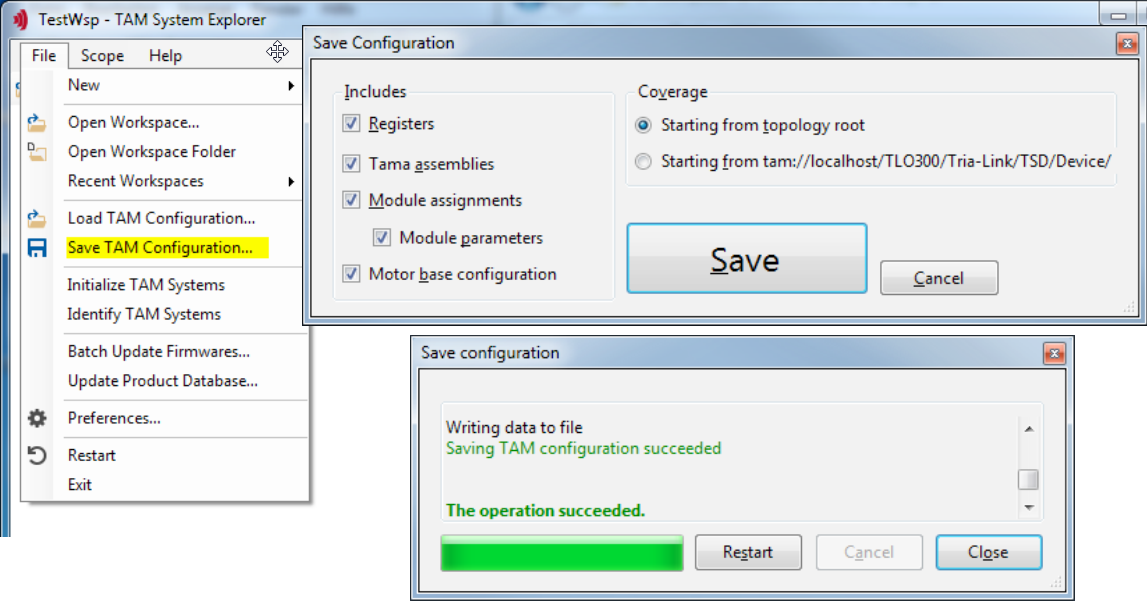 TestWsp - TAM System Explorer
File Scope Help
New
Open Workspace...
Open Workspace Folder
Recent Workspaces
Load TAM Configuration...
Save TAM Configuration...
Initialize TAM Systems
Identify TAM Systems
Batch Update Firmwares...
Update Product Database...
Preferences...
Restart
Exit
Save Configuration
Includes
Registers
Tama assemblies
Module assignments
Module parameters
Motor base configuration
Coverage
Starting from topology root
Starting from tam://localhost/TLO300/Tria-Link/TSD/Device/
Save
Cancel
Save configuration
Writing data to file
Saving TAM configuration succeeded
The operation succeeded.
Restart Cancel Close